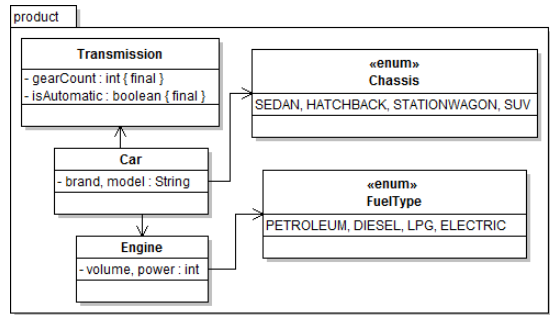 product
Transmission
- gearCount : int { final }
- isAutomatic : boolean { final }
«enum»
Chassis
SEDAN, HATCHBACK, STATIONWAGON, SUV
Car
- brand, model : String
«enum»
FuelType
PETROLEUM, DIESEL, LPG, ELECTRIC
Engine
- volume, power : int